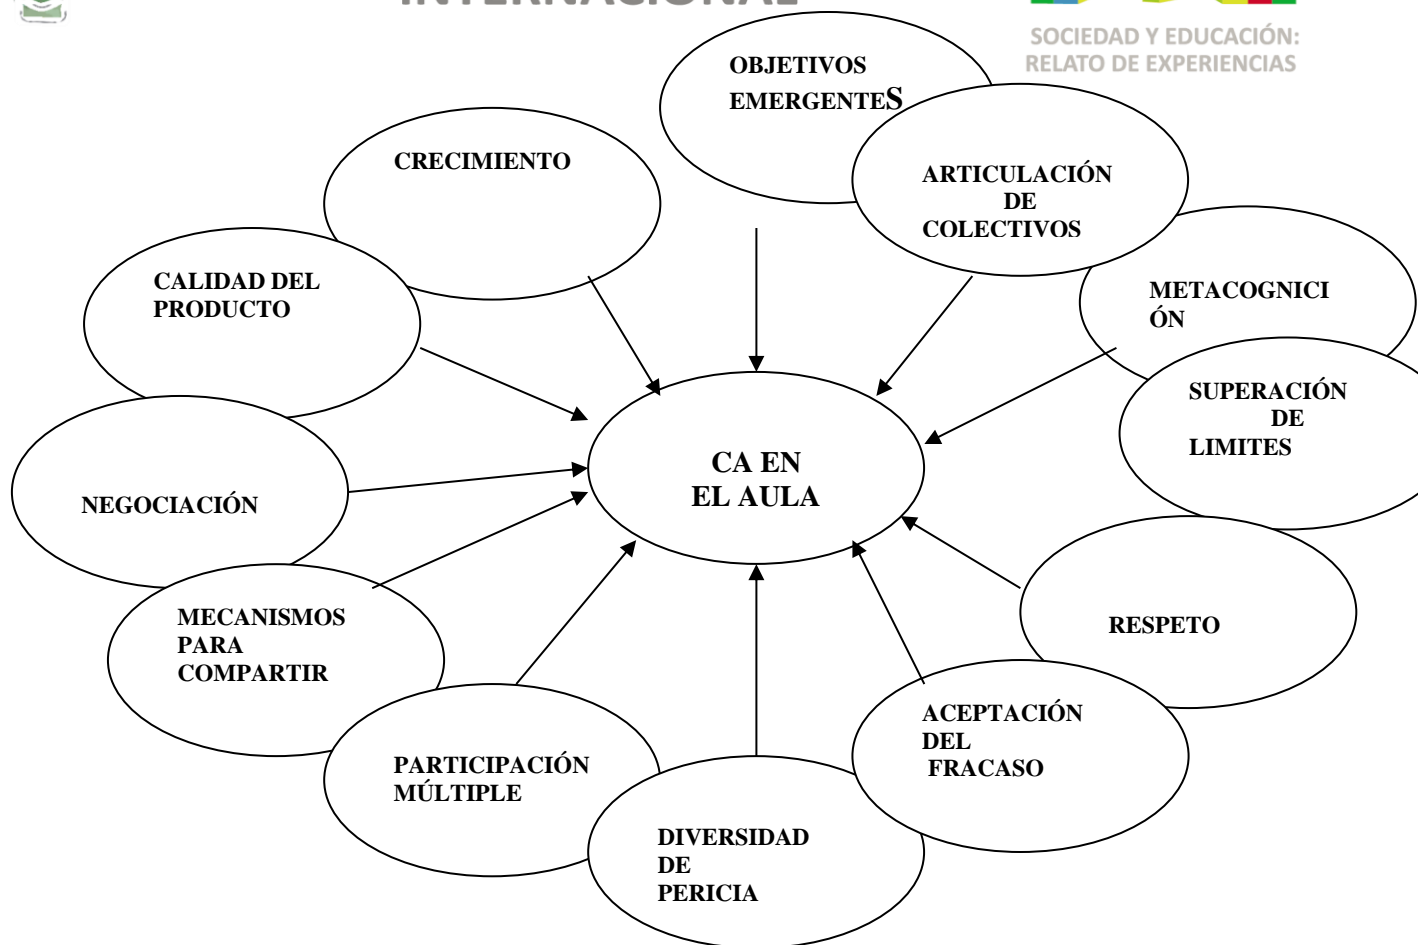 INTERNACIONAL
SOCIEDAD Y EDUCACIÓN:
RELATO DE EXPERIENCIAS
OBJETIVOS
EMERGENTES
ARTICULACIÓN
DE
COLECTIVOS
CRECIMIENTO
METACOGNICI
ÓN
CALIDAD DEL
PRODUCTO
SUPERACIÓN
DE
LIMITES
CA EN
EL AULA
NEGOCIACIÓN
RESPETO
MECANISMOS
PARA
COMPARTIR
ACEPTACIÓN
DEL
FRACASO
PARTICIPACIÓN
MÚLTIPLE
DIVERSIDAD
DE
PERICIA